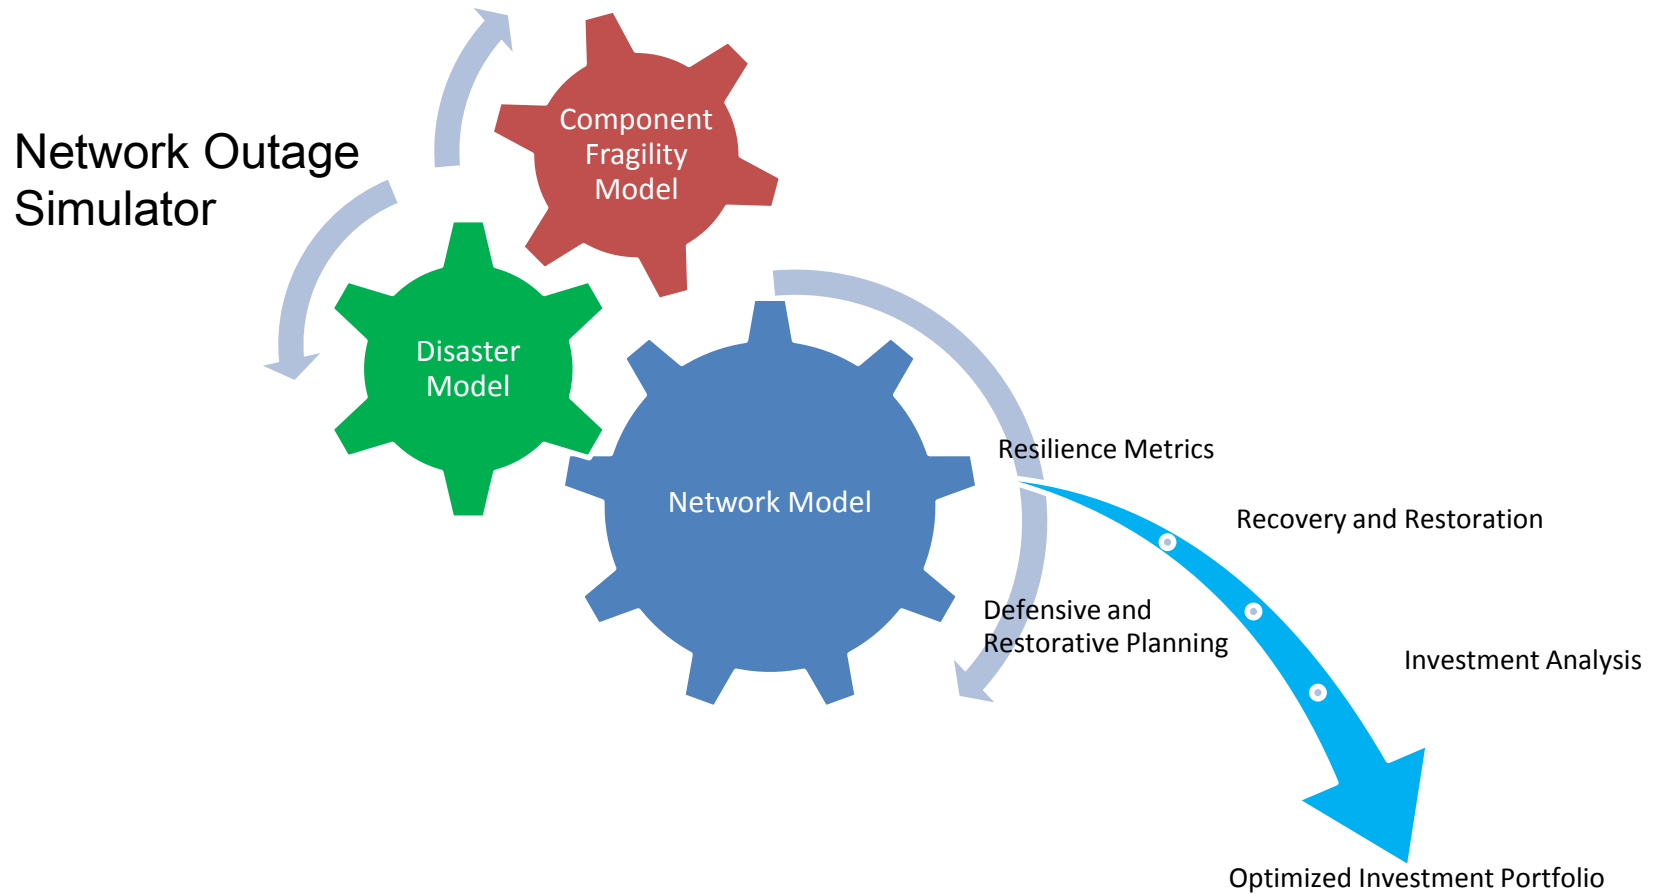 Network Outage
Simulator
Component
Fragility
Model
Disaster
Model
Network Model
Resilience Metrics
Recovery and Restoration
Defensive and
Restorative Planning
Investment Analysis
Optimized Investment Portfolio